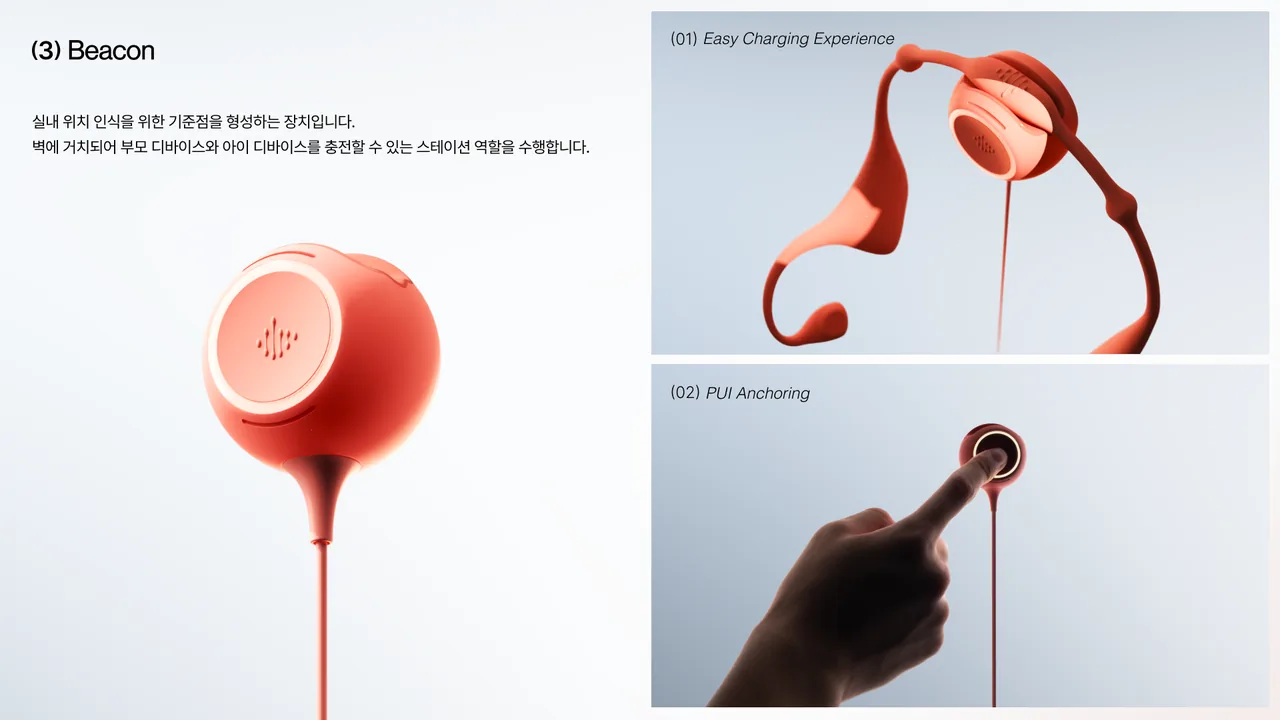 (3) Beacon
실내 위치 인식을 위한 기준점을 형성하는 장치입니다.
벽에 거치되어 부모 디바이스와 아이 디바이스를 충전할 수 있는 스테이션 역할을 수행합니다.
(01) Easy Charging Experience
(02) PUI Anchoring